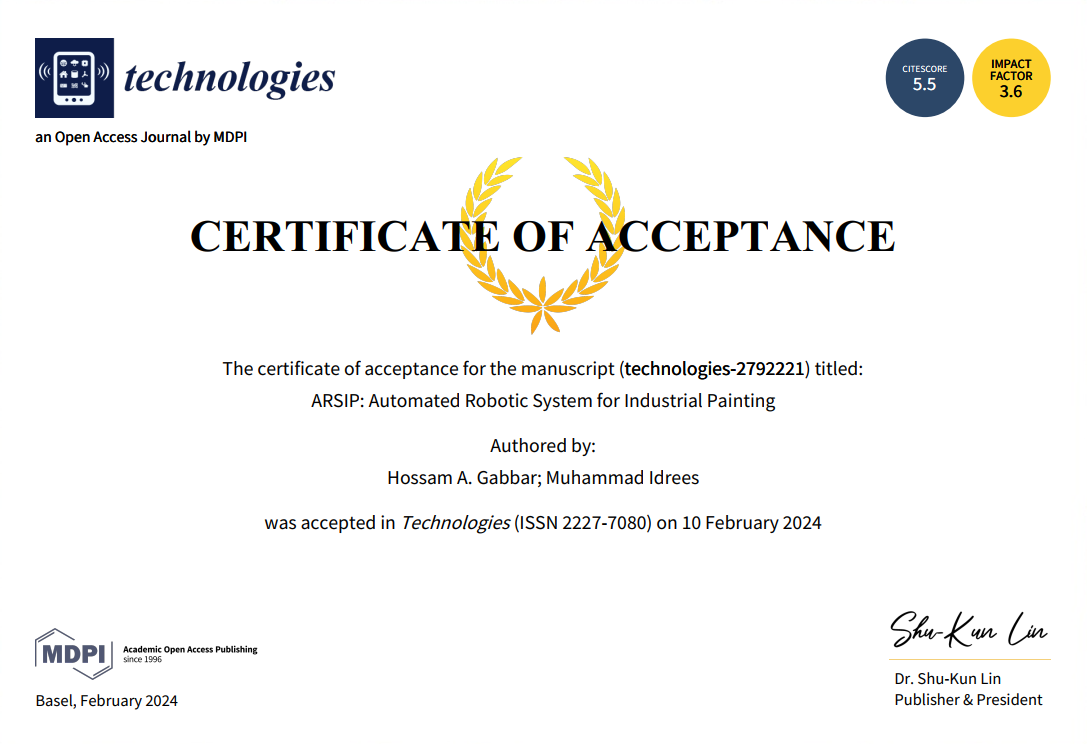 technologies
an Open Access Journal by MDPI
CITESCORE
5.5
IMPACT
FACTOR
3.6
CERTIFICATE OF ACCEPTANCE
The certificate of acceptance for the manuscript (technologies-2792221) titled:
ARSIP: Automated Robotic System for Industrial Painting
Authored by:
Hossam A. Gabbar; Muhammad Idrees
was accepted in Technologies (ISSN 2227-7080) on 10 February 2024
MDPI
Academic Open Access Publishing
since 1996
Basel, February 2024
Shu-Kun Lin
Dr. Shu-Kun Lin
Publisher & President